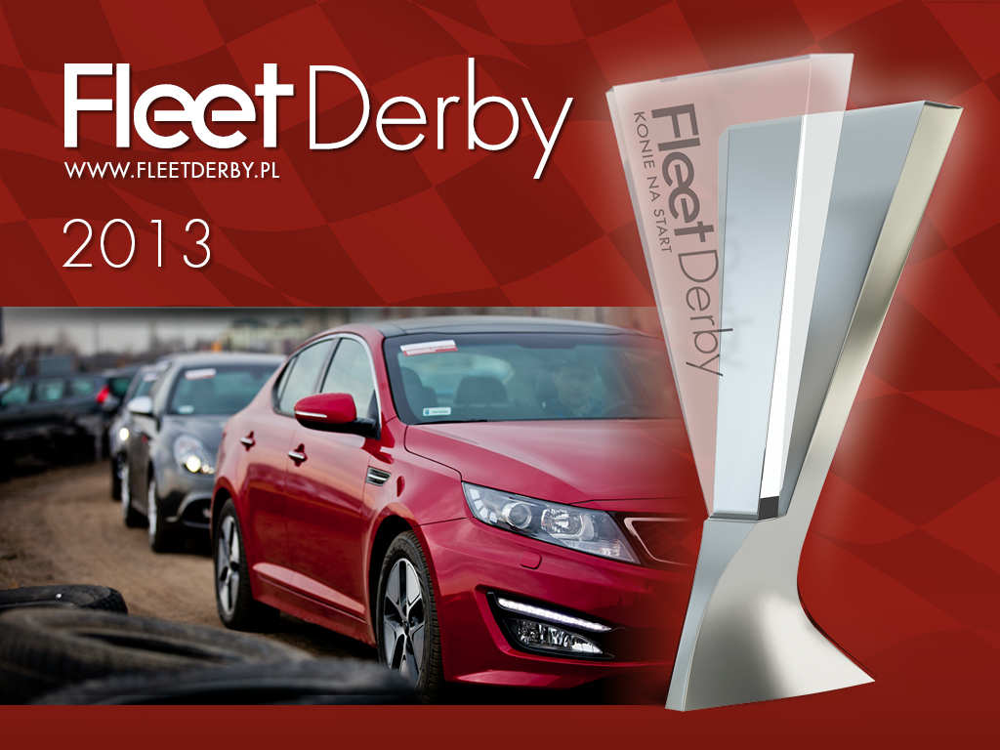 Fleet Derby
WWW.FLEETDERBY.PL
2013
Fleet Derby
KONIE NA START